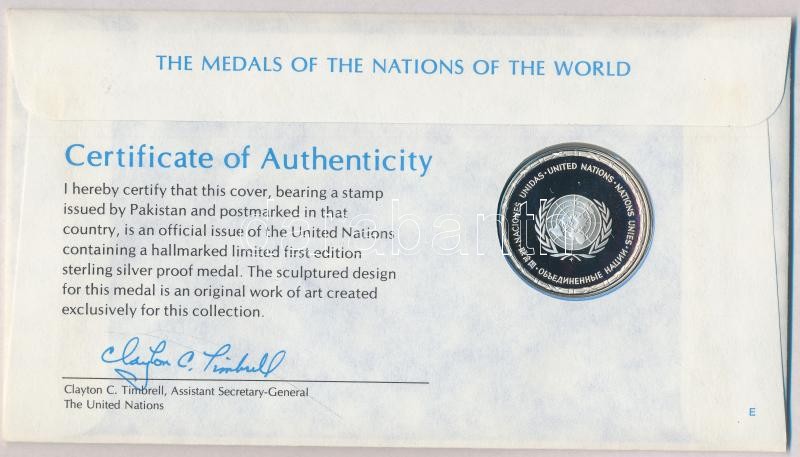 THE MEDALS OF THE NATIONS OF THE WORLD
Certificate of Authenticity
I hereby certify that this cover, bearing a stamp
issued by Pakistan and postmarked in that
country, is an official issue of the United Nations
containing a hallmarked limited first edition
sterling silver proof medal. The sculptured design
for this medal is an original work of art created
exclusively for this collection.
NACIONES UNIDAS · UNITED NATIONS · NATIONS UNIES · ОБЪЕДИНЕННЫЕ НАЦИИ ·
Clayton C. Timbrell
Clayton C. Timbrell, Assistant Secretary-General
The United Nations
E
darabanth